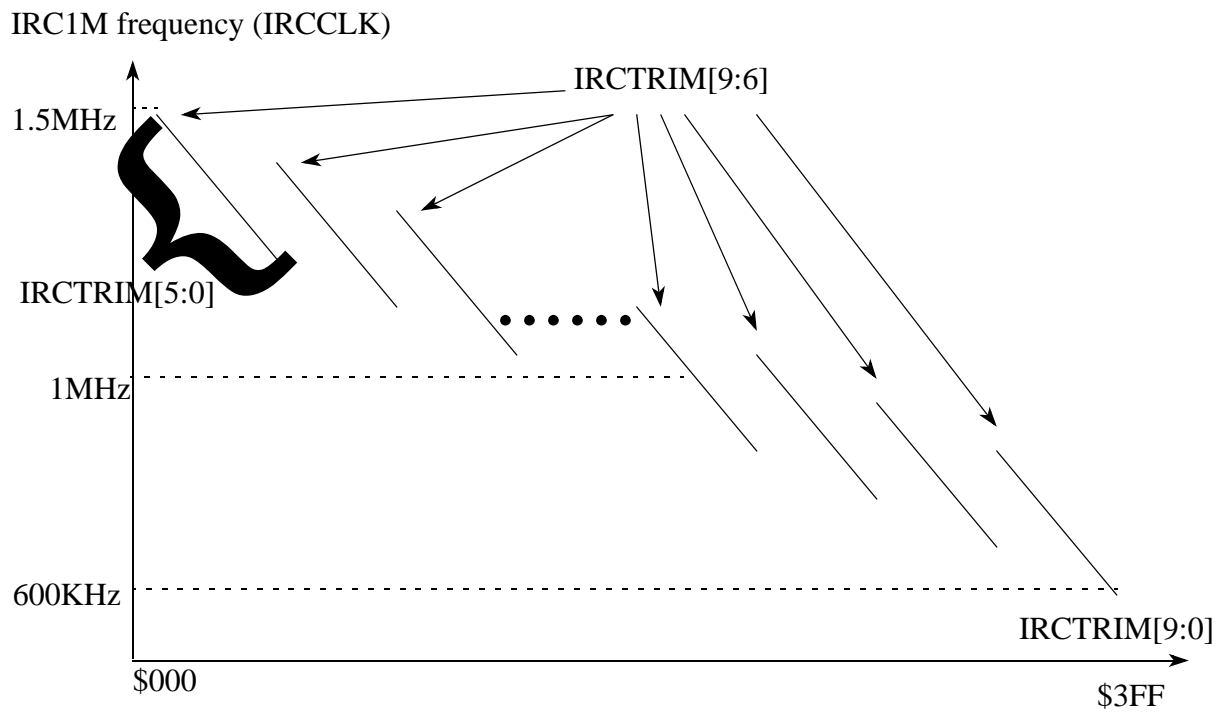 IRC1M frequency (IRCCLK)
IRCTRIM[9:6]
1.5MHz
IRCTRIM[5:0]
1MHz
600KHz
IRCTRIM[9:0]
$000
$3FF